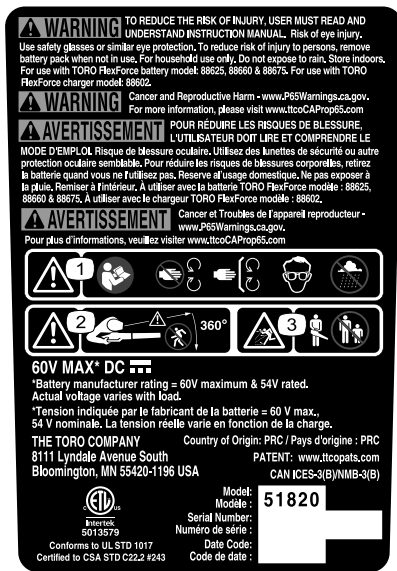 WARNING TO REDUCE THE RISK OF INJURY, USER MUST READ AND
UNDERSTAND INSTRUCTION MANUAL. Risk of eye injury.
Use safety glasses or similar eye protection. To reduce risk of injury to persons, remove
battery pack when not in use. For household use only. Do not expose to rain. Store indoors.
For use with TORO FlexForce battery model: 88625, 88660 & 88675. For use with TORO
FlexForce charger model: 88602.
WARNING Cancer and Reproductive Harm - www.P65Warnings.ca.gov.
For more information, please visit www.ttcoCAProp65.com
AVERTISSEMENT POUR RÉDUIRE LES RISQUES DE BLESSURE,
L'UTILISATEUR DOIT LIRE ET COMPRENDRE LE
MODE D'EMPLOI. Risque de blessure oculaire. Utilisez des Lunettes de sécurité ou autre
protection oculaire semblable. Pour réduire les risques de blessures corporelles, retirez
la batterie quand vous ne l'utilisez pas. Reserve al'usage domestique. Ne pas exposer à
la pluie. Remiser à l'intérieur. À utiliser avec la batterie TORO FlexForce modèle : 88625,
88660 & 88675. À utiliser avec le chargeur TORO FlexForce modèle : 88602.
AVERTISSEMENT Cancer et Troubles de l'appareil reproducteur -
www.P65Warnings.ca.gov.
Pour plus d'informations, veuillez visiter www.ttcoCAProp65.com
1
2
360°
3
60V MAX* DC
*Battery manufacturer rating = 60V maximum & 54V rated.
Actual voltage varies with load.
*Tension indiquée par le fabricant de la batterie = 60 V max.,
54 V nominale. La tension réelle varie en fonction de la charge.
THE TORO COMPANY
8111 Lyndale Avenue South
Bloomington, MN 55420-1196 USA
Country of Origin: PRC / Pays d'origine : PRC
PATENT: www.ttcopats.com
CAN ICES-3(B)/NMB-3(B)
c ETL us
Intertek
5013579
Conforms to UL STD 1017
Certified to CSA STD C22.2 #243
Model:
Modèle :
51820
Serial Number:
Numéro de série :
Date Code:
Code de date :